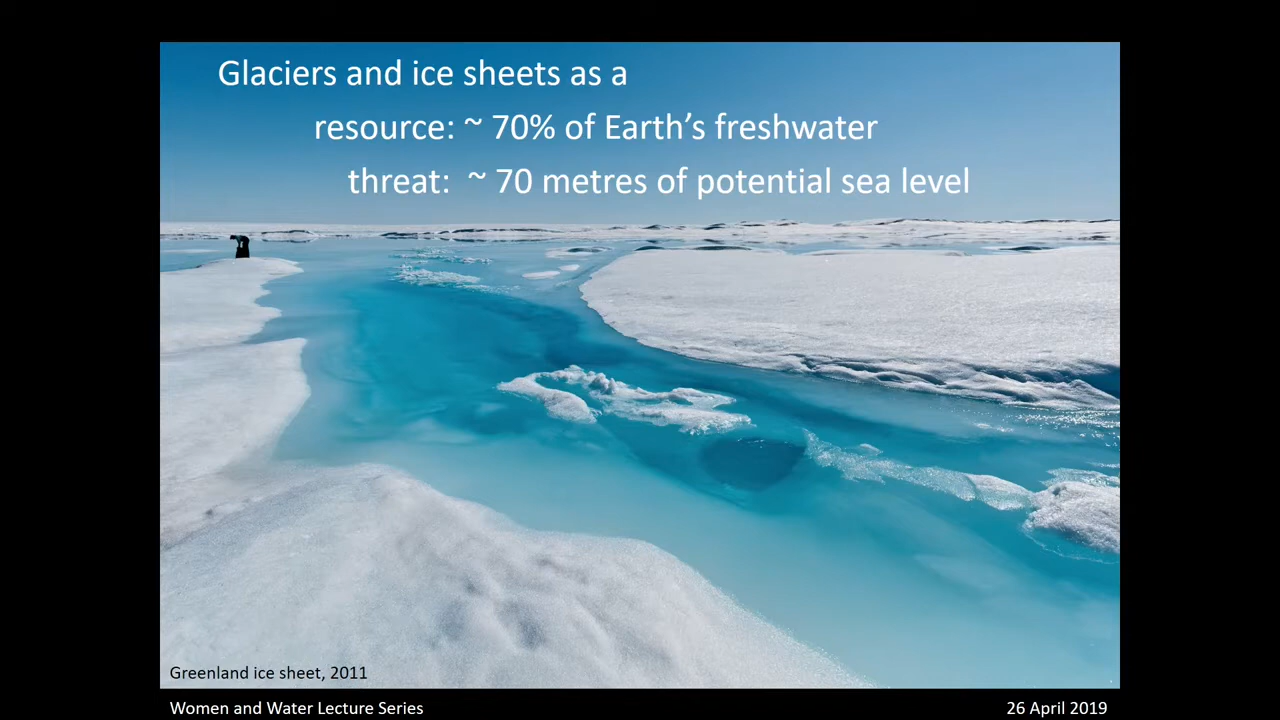 Glaciers and ice sheets as a
resource: ~ 70% of Earth’s freshwater
threat: ~ 70 metres of potential sea level
Greenland ice sheet, 2011
Women and Water Lecture Series
26 April 2019